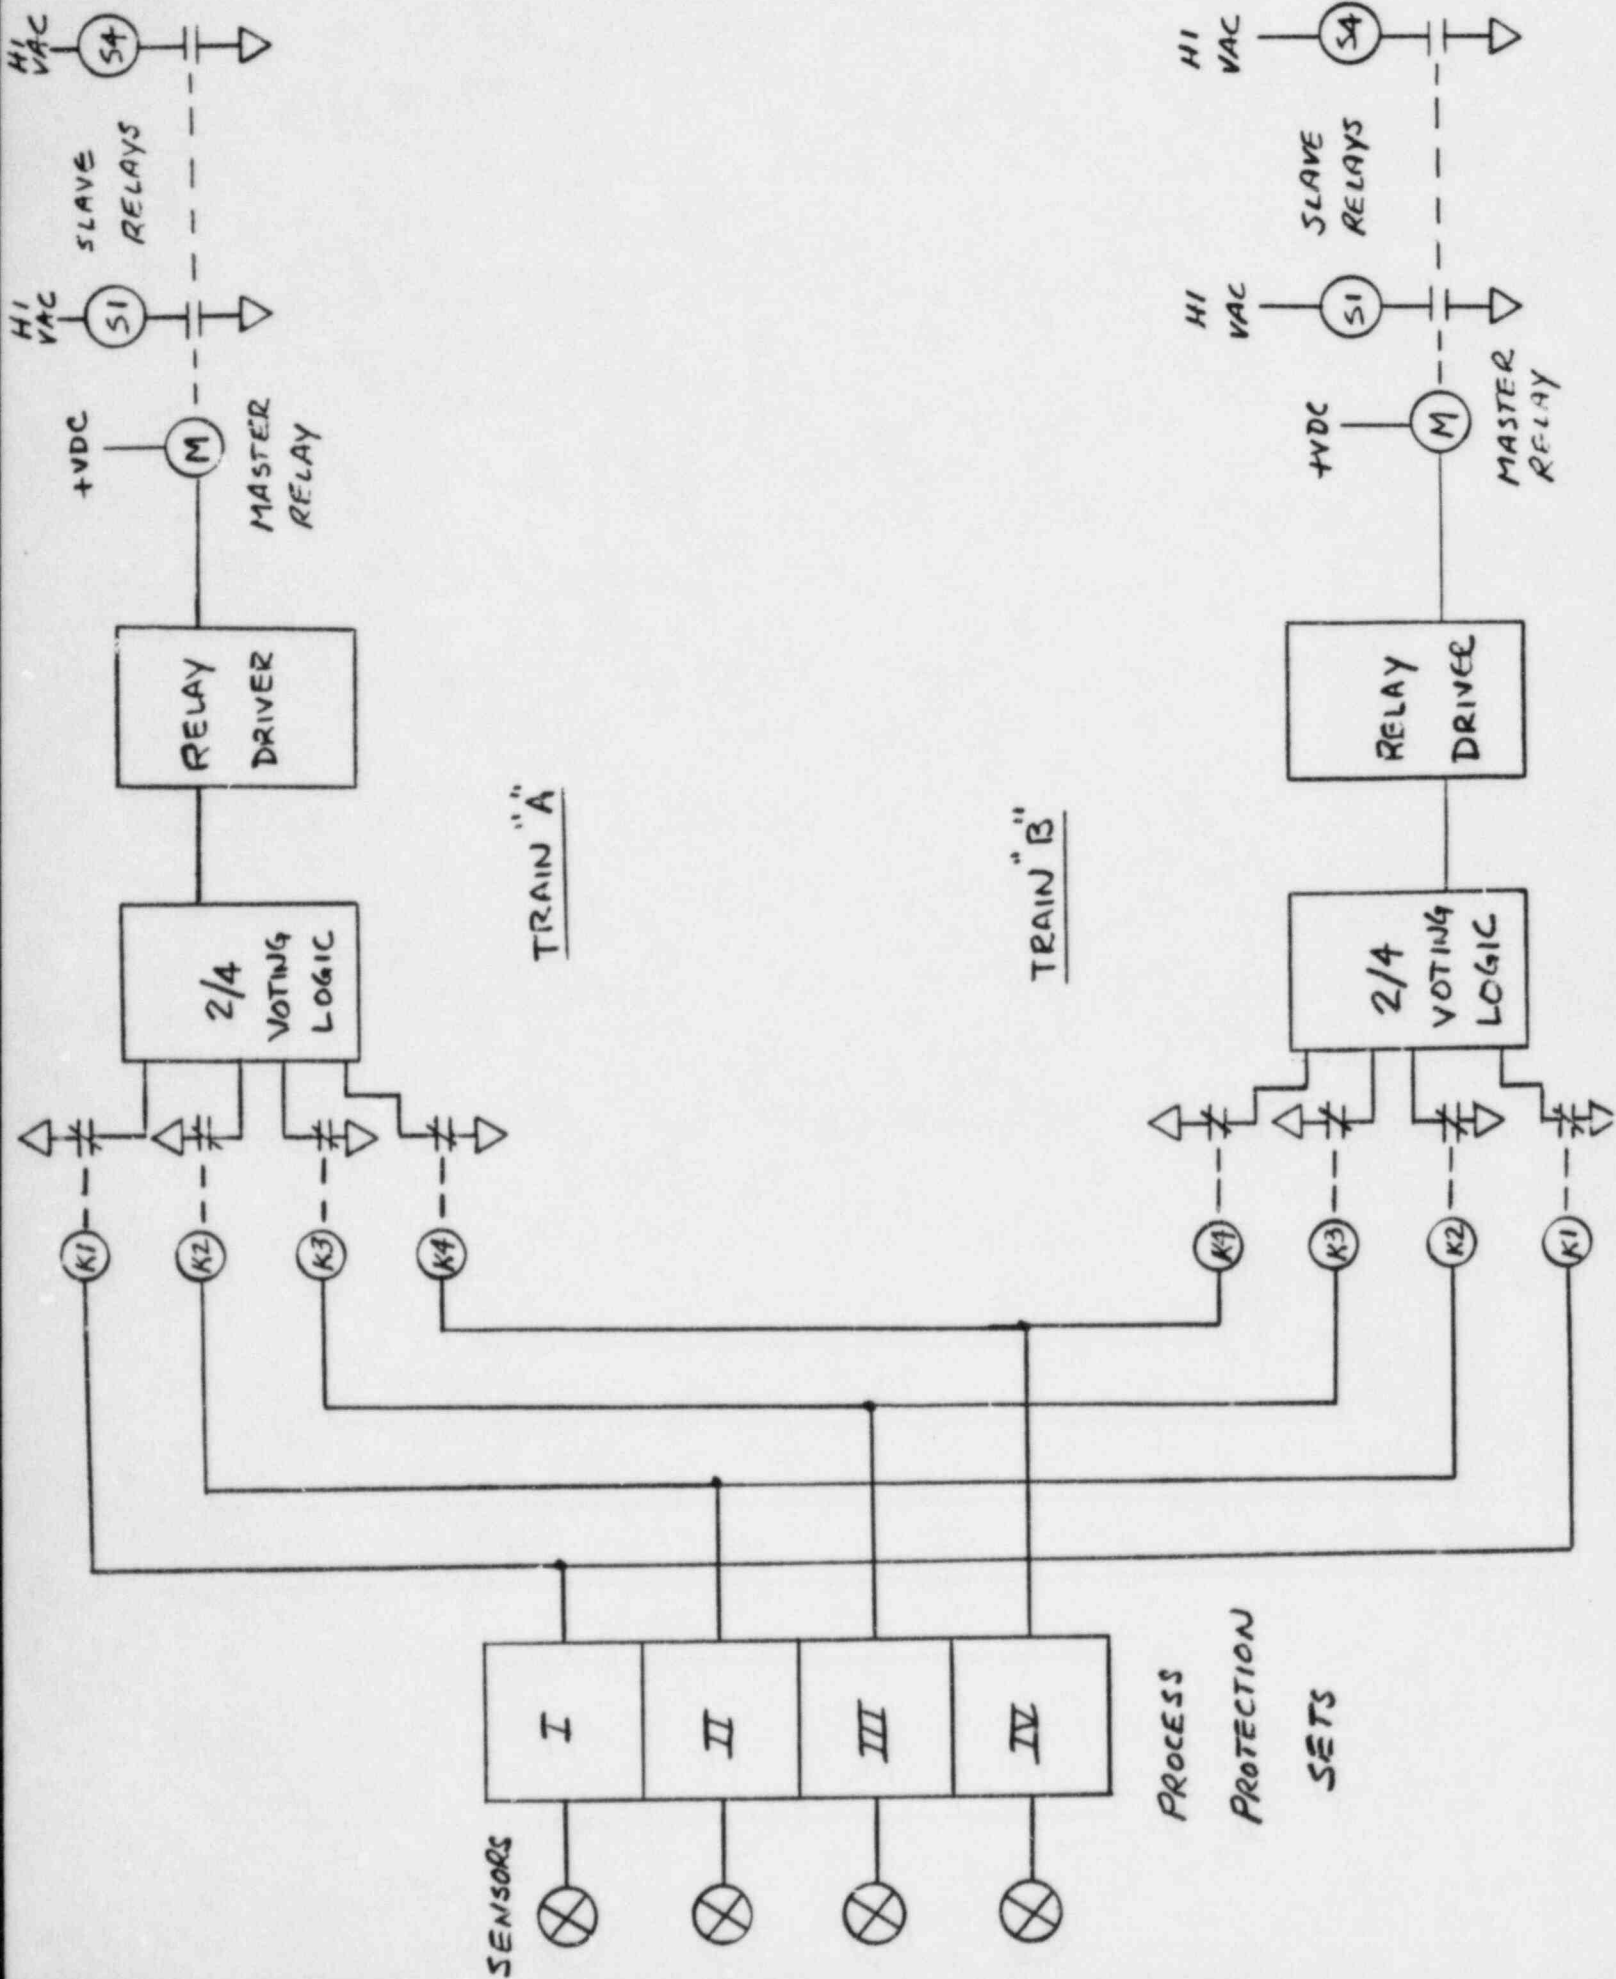 SENSORS
I
II
III
IV
PROCESS
PROTECTION
SETS
K1
K2
K3
K4
2/4
VOTING
LOGIC
RELAY
DRIVER
TRAIN "A"
+VDC
M
MASTER
RELAY
HI
VAC
S1
SLAVE
RELAYS
HI
VAC
S4
K4
K3
K2
K1
2/4
VOTING
LOGIC
RELAY
DRIVER
TRAIN "B"
+VDC
M
MASTER
RELAY
HI
VAC
S1
SLAVE
RELAYS
HI
VAC
S4